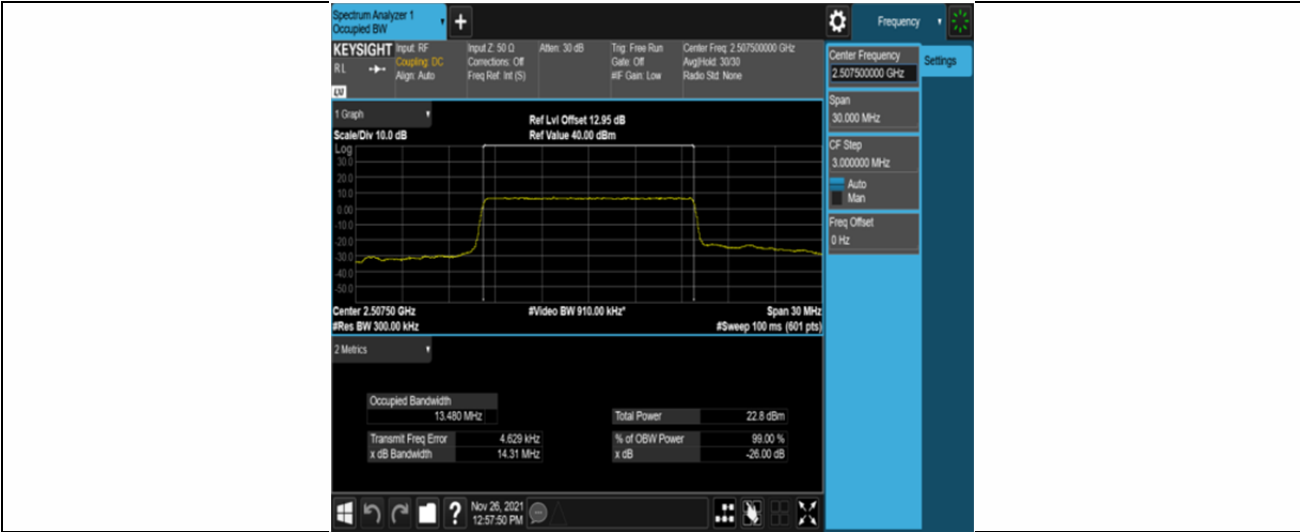 Spectrum Analyzer 1
Occupied BW
+
Frequency
KEYSIGHT Input: RF Input Z: 50 Ω Atten: 30 dB Trig: Free Run Center Freq: 2.507500000 GHz
RL Coupling: DC Corrections: Off Gate: Off Avg|Hold: 30/30
Align: Auto Freq Ref: Int (S) #IF Gain: Low Radio Std: None
LXI
Center Frequency
2.507500000 GHz
Settings
Span
30.000 MHz
CF Step
3.000000 MHz
Auto
Man
Freq Offset
0 Hz
1 Graph
Ref Lvl Offset 12.95 dB
Scale/Div 10.0 dB Ref Value 40.00 dBm
Log
30.0
20.0
10.0
0.00
-10.0
-20.0
-30.0
-40.0
-50.0
Center 2.50750 GHz #Video BW 910.00 kHz* Span 30 MHz
#Res BW 300.00 kHz #Sweep 100 ms (601 pts)
2 Metrics
Occupied Bandwidth
13.480 MHz Total Power 22.8 dBm
Transmit Freq Error 4.629 kHz % of OBW Power 99.00 %
x dB Bandwidth 14.31 MHz x dB -26.00 dB
? Nov 26, 2021
12:57:50 PM